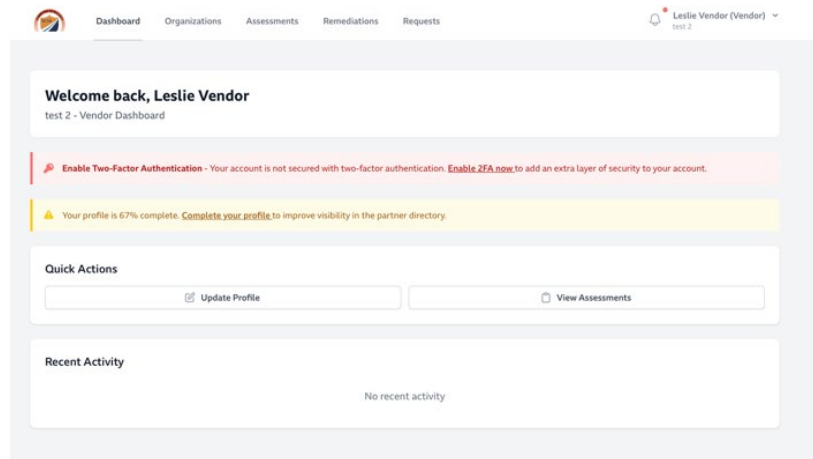 Dashboard Organizations Assessments Remediations Requests
Leslie Vendor (Vendor)
test 2
Welcome back, Leslie Vendor
test 2 - Vendor Dashboard
Enable Two-Factor Authentication - Your account is not secured with two-factor authentication. Enable 2FA now to add an extra layer of security to your account.
Your profile is 67% complete. Complete your profile to improve visibility in the partner directory.
Quick Actions
Update Profile
View Assessments
Recent Activity
No recent activity